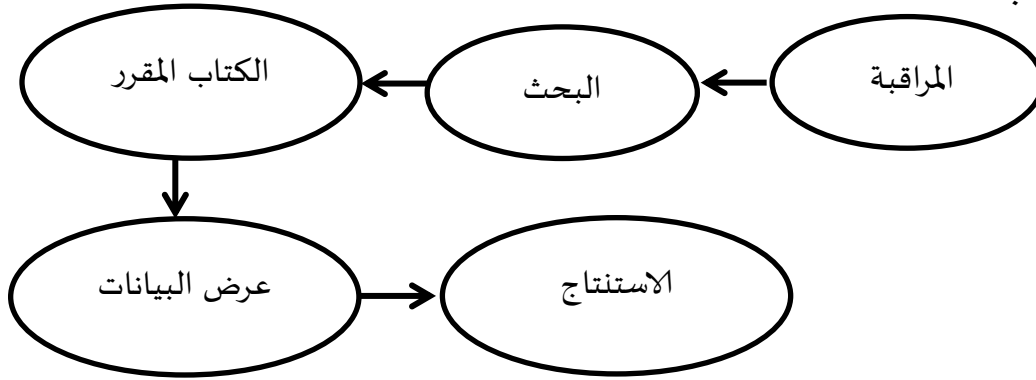 المراقبة
البحث
الكتاب المقرر
عرض البيانات
الاستنتاج